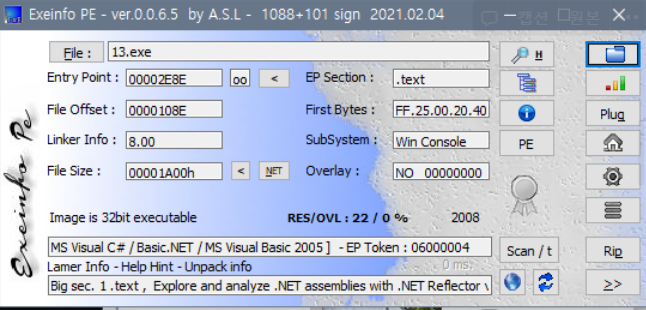 Exeinfo PE - ver.0.0.6.5 by A.S.L - 1088+101 sign 2021.02.04
캡션 원본
File : 13.exe H
Entry Point : 00002E8E oo < EP Section : .text
File Offset : 0000108E First Bytes : FF.25.00.20.40 Plug
Linker Info : 8.00 SubSystem : Win Console PE
File Size : 00001A00h < NET Overlay : NO 00000000
Exeinfo Pe
Image is 32bit executable RES/OVL : 22 / 0 % 2008
MS Visual C# / Basic.NET / MS Visual Basic 2005 ] - EP Token : 06000004 Scan / t Rip
Lamer Info - Help Hint - Unpack info 0 ms.
Big sec. 1 .text , Explore and analyze .NET assemblies with .NET Reflector v >>